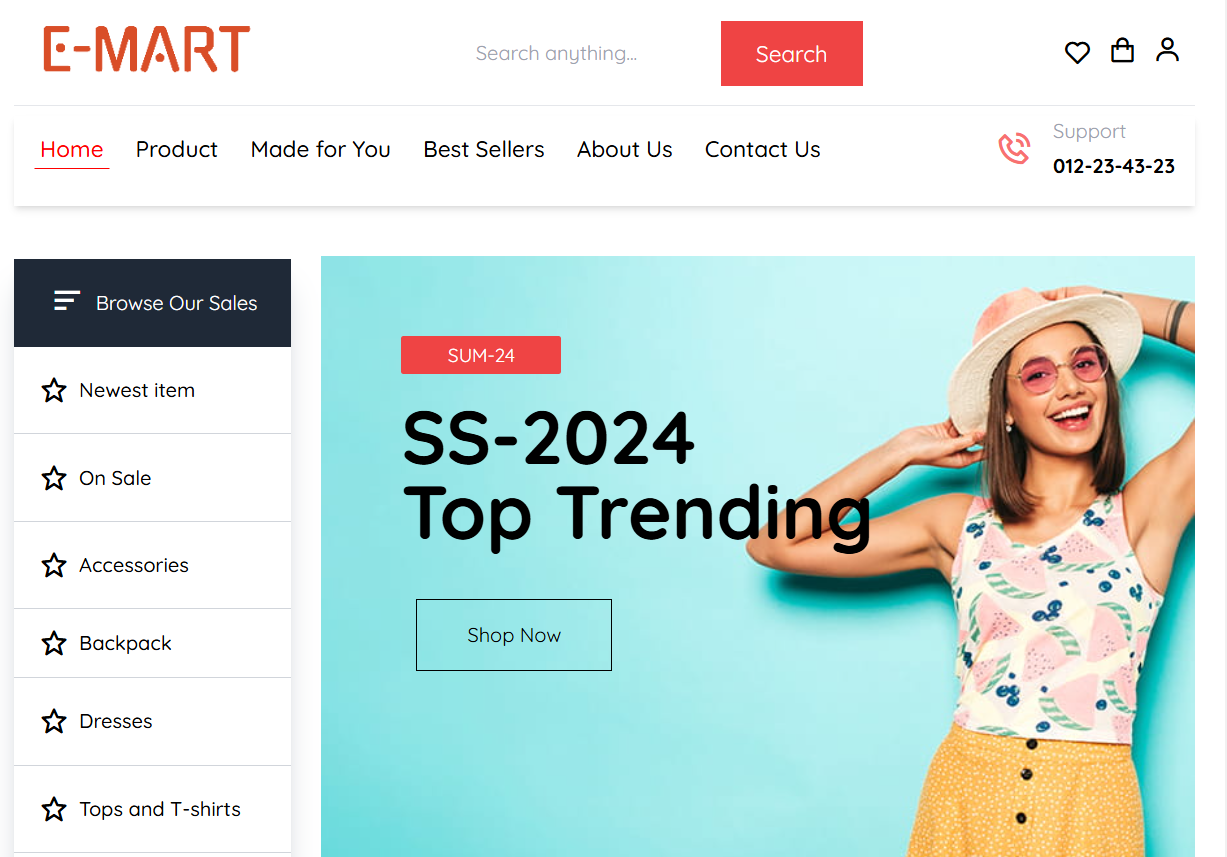 E-MART
Search anything...
Search
Home
Product
Made for You
Best Sellers
About Us
Contact Us
Support
012-23-43-23
Browse Our Sales
Newest item
On Sale
Accessories
Backpack
Dresses
Tops and T-shirts
SUM-24
SS-2024
Top Trending
Shop Now